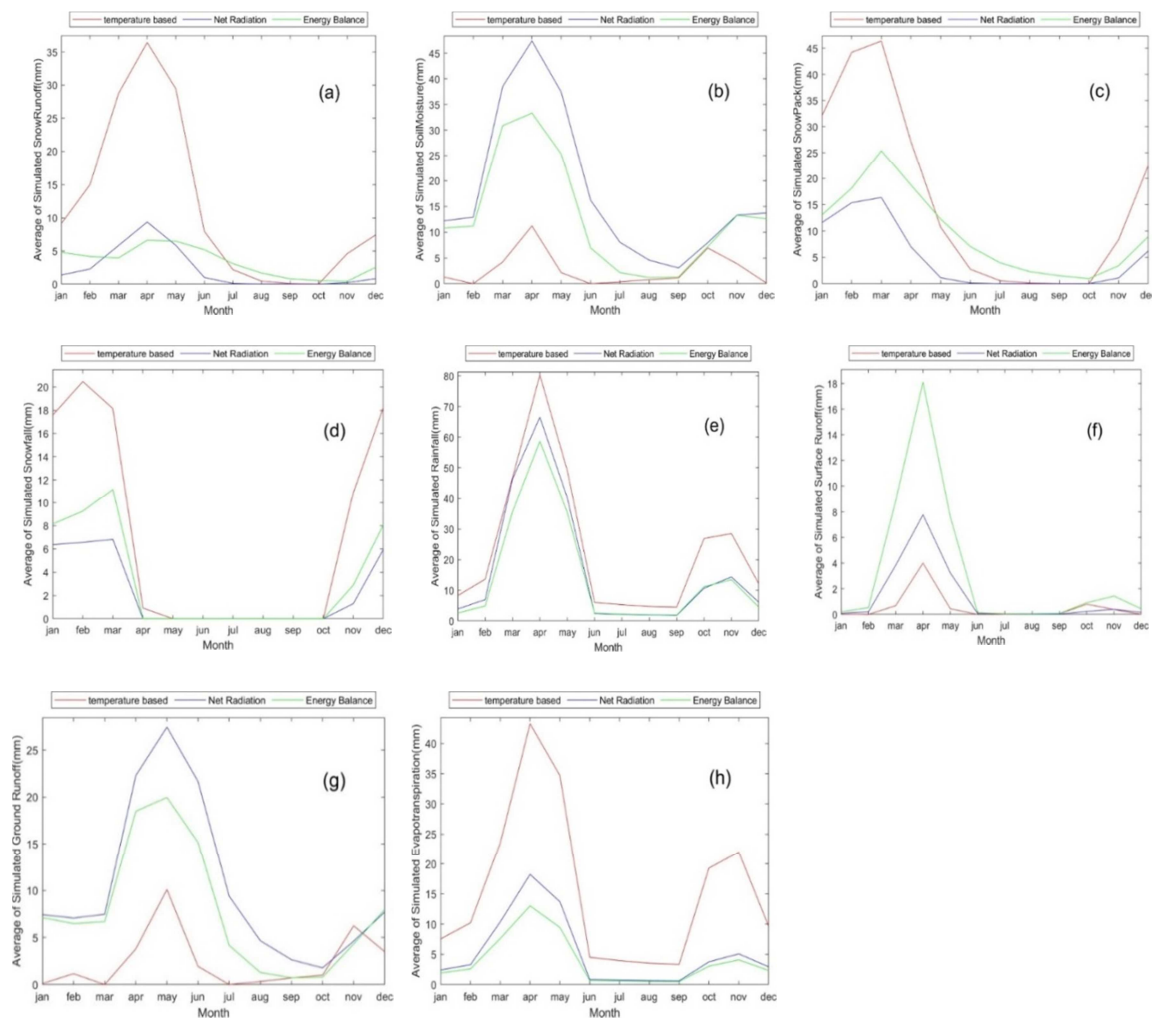 temperature based Net Radiation Energy Balance
Average of Simulated SnowRunoff(mm)
35
30
25
20
15
10
5
0
(a)
jan feb mar apr may jun jul aug sep oct nov dec
Month
temperature based Net Radiation Energy Balance
Average of Simulated SoilMoisture(mm)
45
40
35
30
25
20
15
10
5
0
(b)
jan feb mar apr may jun jul aug sep oct nov dec
Month
temperature based Net Radiation Energy Balance
Average of Simulated SnowPack(mm)
45
40
35
30
25
20
15
10
5
0
(c)
jan feb mar apr may jun jul aug sep oct nov dec
Month
temperature based Net Radiation Energy Balance
Average of Simulated Snowfall(mm)
20
18
16
14
12
10
8
6
4
2
0
(d)
jan feb mar apr may jun jul aug sep oct nov dec
Month
temperature based Net Radiation Energy Balance
Average of Simulated Rainfall(mm)
80
70
60
50
40
30
20
10
0
(e)
jan feb mar apr may jun jul aug sep oct nov dec
Month
temperature based Net Radiation Energy Balance
Average of Simulated Surface Runoff(mm)
18
16
14
12
10
8
6
4
2
0
(f)
jan feb mar apr may jun jul aug sep oct nov dec
Month
temperature based Net Radiation Energy Balance
Average of Simulated Ground Runoff(mm)
25
20
15
10
5
0
(g)
jan feb mar apr may jun jul aug sep oct nov dec
Month
temperature based Net Radiation Energy Balance
Average of Simulated Evapotranspiration(mm)
40
35
30
25
20
15
10
5
0
(h)
jan feb mar apr may jun jul aug sep oct nov dec
Month